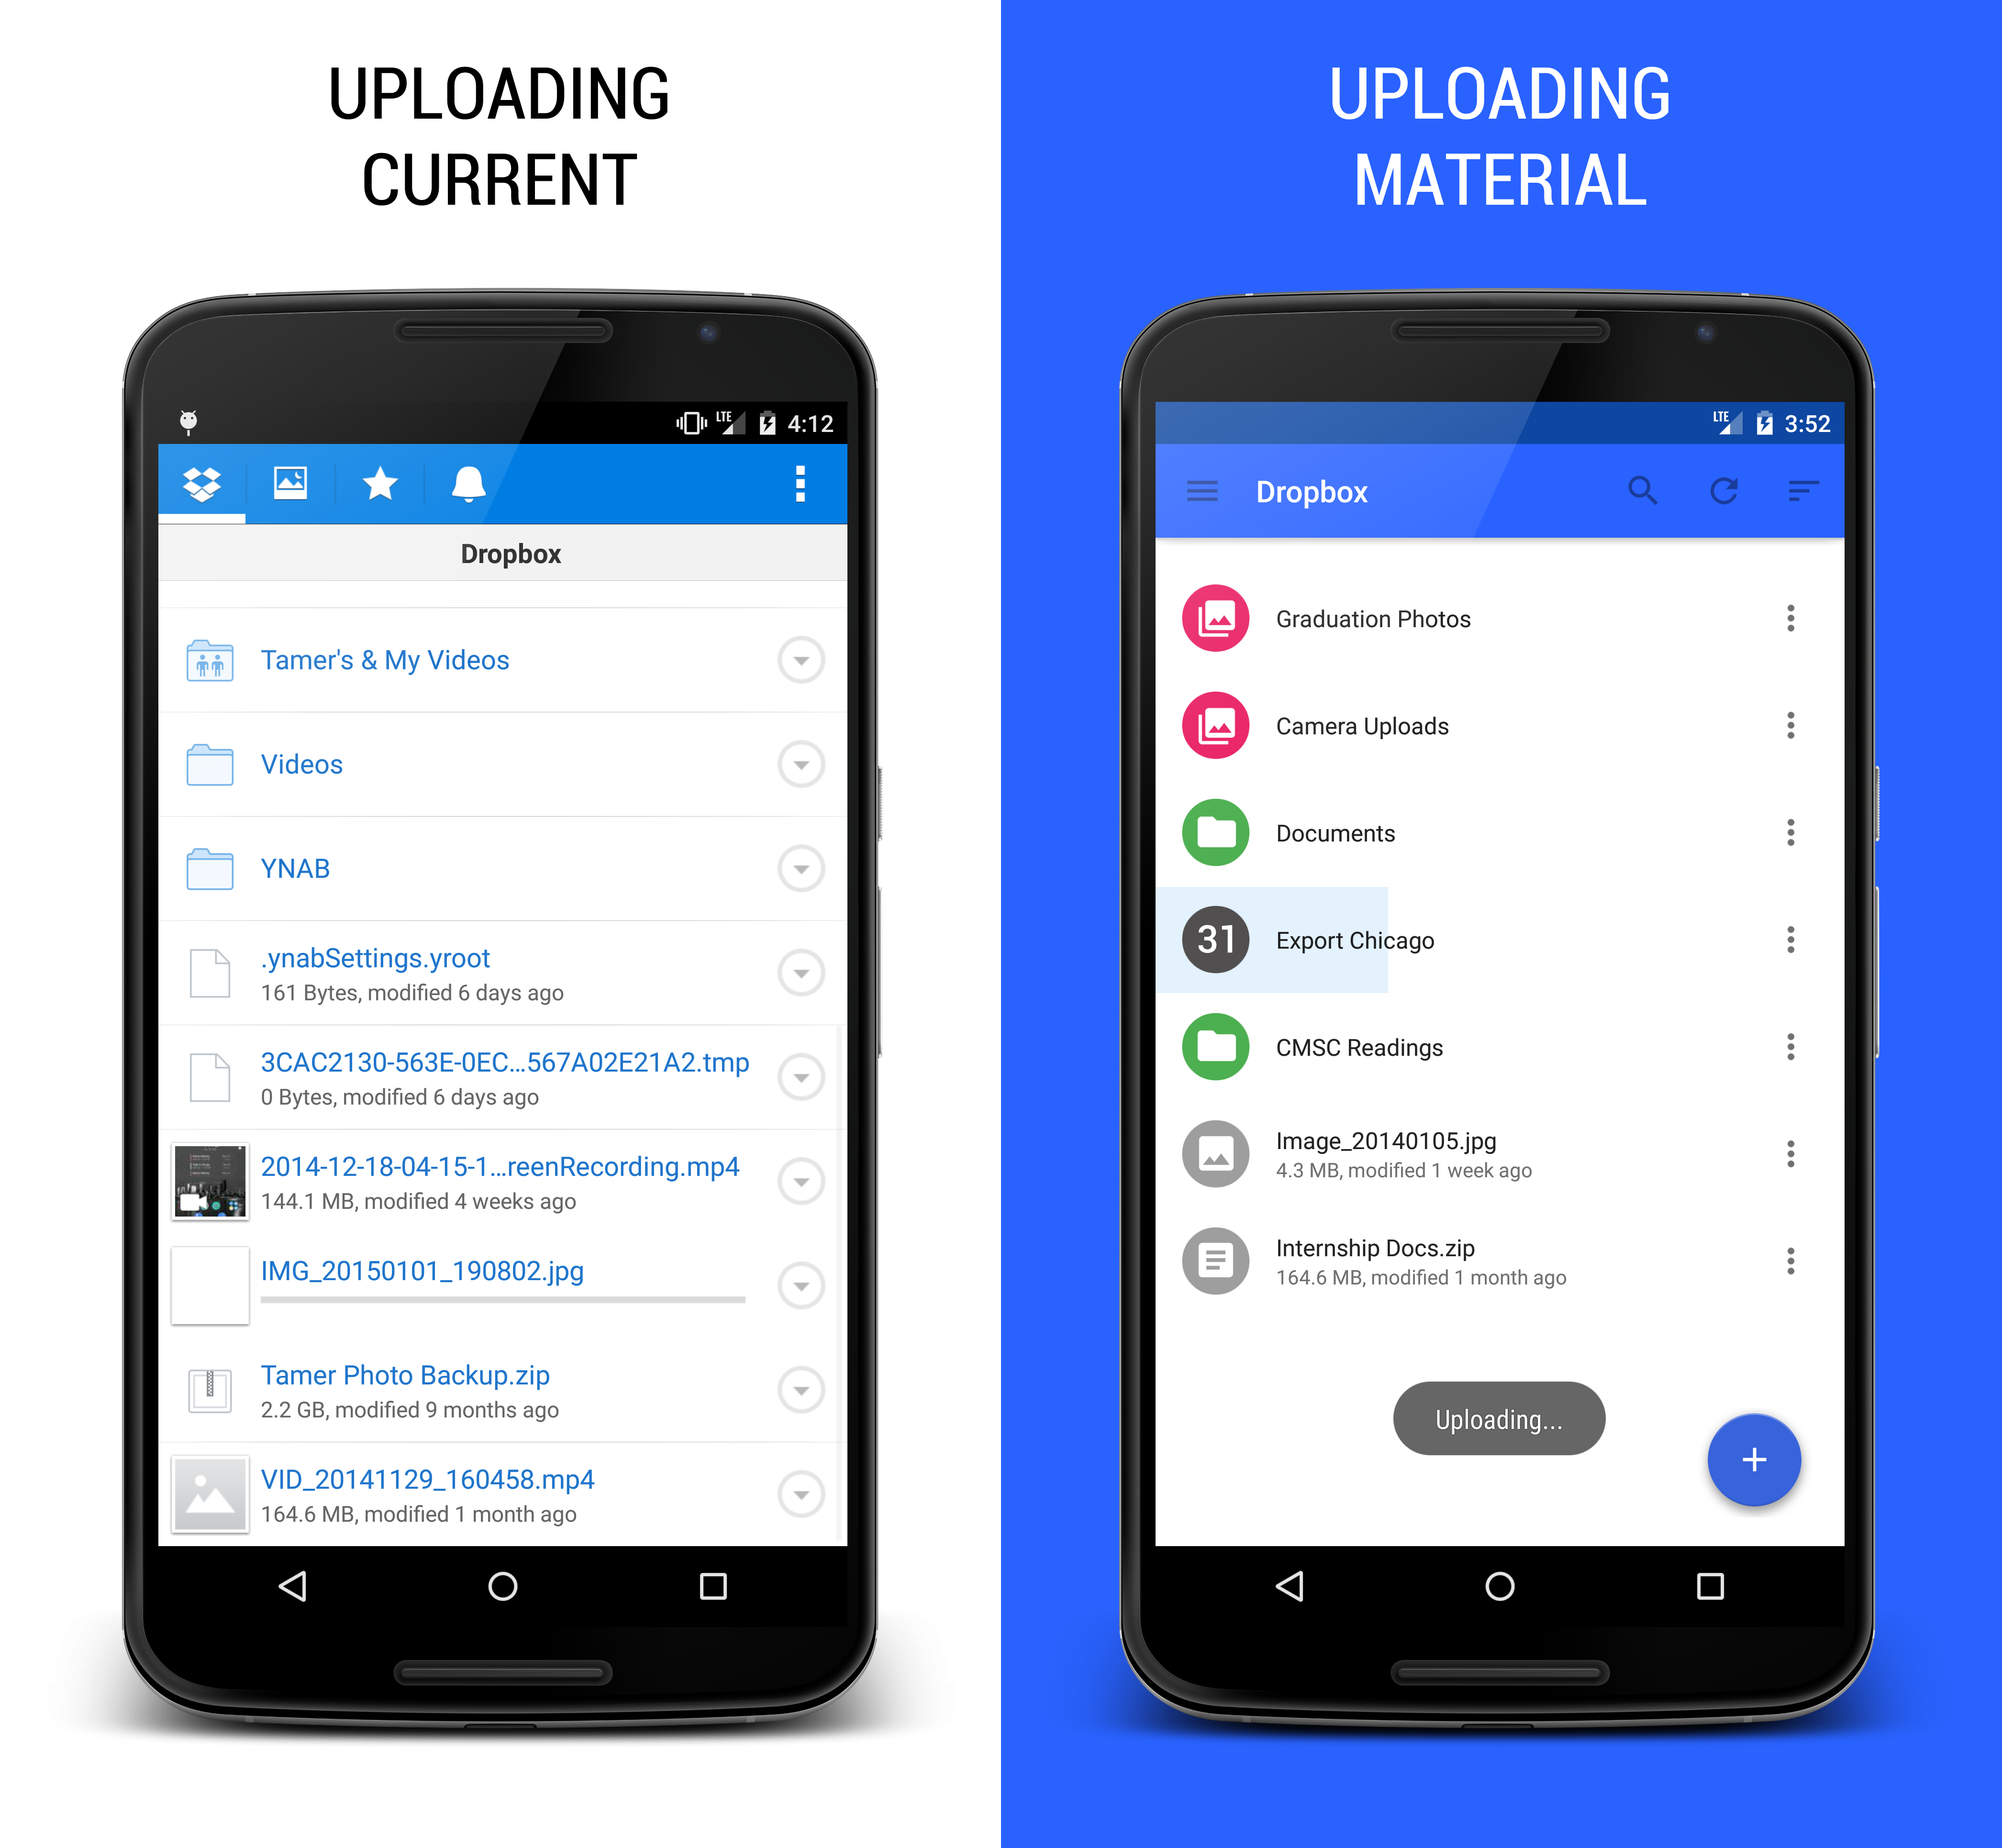 UPLOADING
CURRENT
LTE 4:12
Dropbox
Tamer's & My Videos
Videos
YNAB
.ynabSettings.yroot
161 Bytes, modified 6 days ago
3CAC2130-563E-0EC...567A02E21A2.tmp
0 Bytes, modified 6 days ago
2014-12-18-04-15-1...reenRecording.mp4
144.1 MB, modified 4 weeks ago
IMG_20150101_190802.jpg
Tamer Photo Backup.zip
2.2 GB, modified 9 months ago
VID_20141129_160458.mp4
164.6 MB, modified 1 month ago
UPLOADING
MATERIAL
LTE 3:52
Dropbox
Graduation Photos
Camera Uploads
Documents
31 Export Chicago
CMSC Readings
Image_20140105.jpg
4.3 MB, modified 1 week ago
Internship Docs.zip
164.6 MB, modified 1 month ago
Uploading...